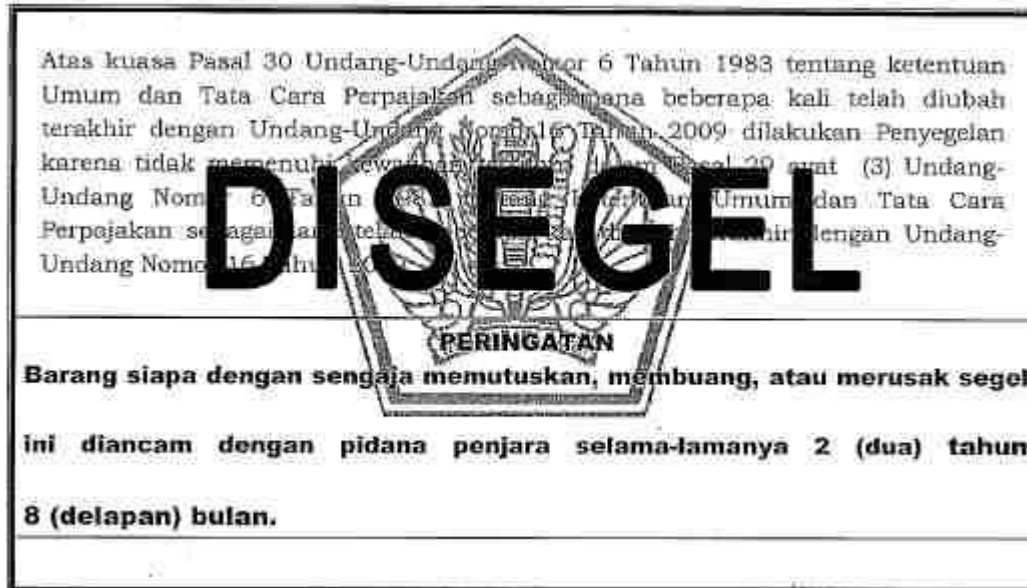 Atas kuasa Pasal 30 Undang-Undang Nomor 6 Tahun 1983 tentang ketentuan
Umum dan Tata Cara Perpajakan sebagaimana beberapa kali telah diubah
terakhir dengan Undang-Undang Nomor 16 Tahun 2009 dilakukan Penyegelan
karena tidak memenuhi kewajiban Pasal 29 ayat (3) Undang-
Undang Nomor 6 Tahun Umum dan Tata Cara
Perpajakan dengan Undang-
Undang Nomor 16 Tahun
DISEGEL
PERINGATAN
Barang siapa dengan sengaja memutuskan, membuang, atau merusak segel
ini diancam dengan pidana penjara selama-lamanya 2 (dua) tahun
8 (delapan) bulan.